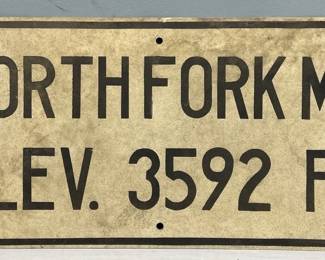 ORTH FORK M
LEV. 3592 F